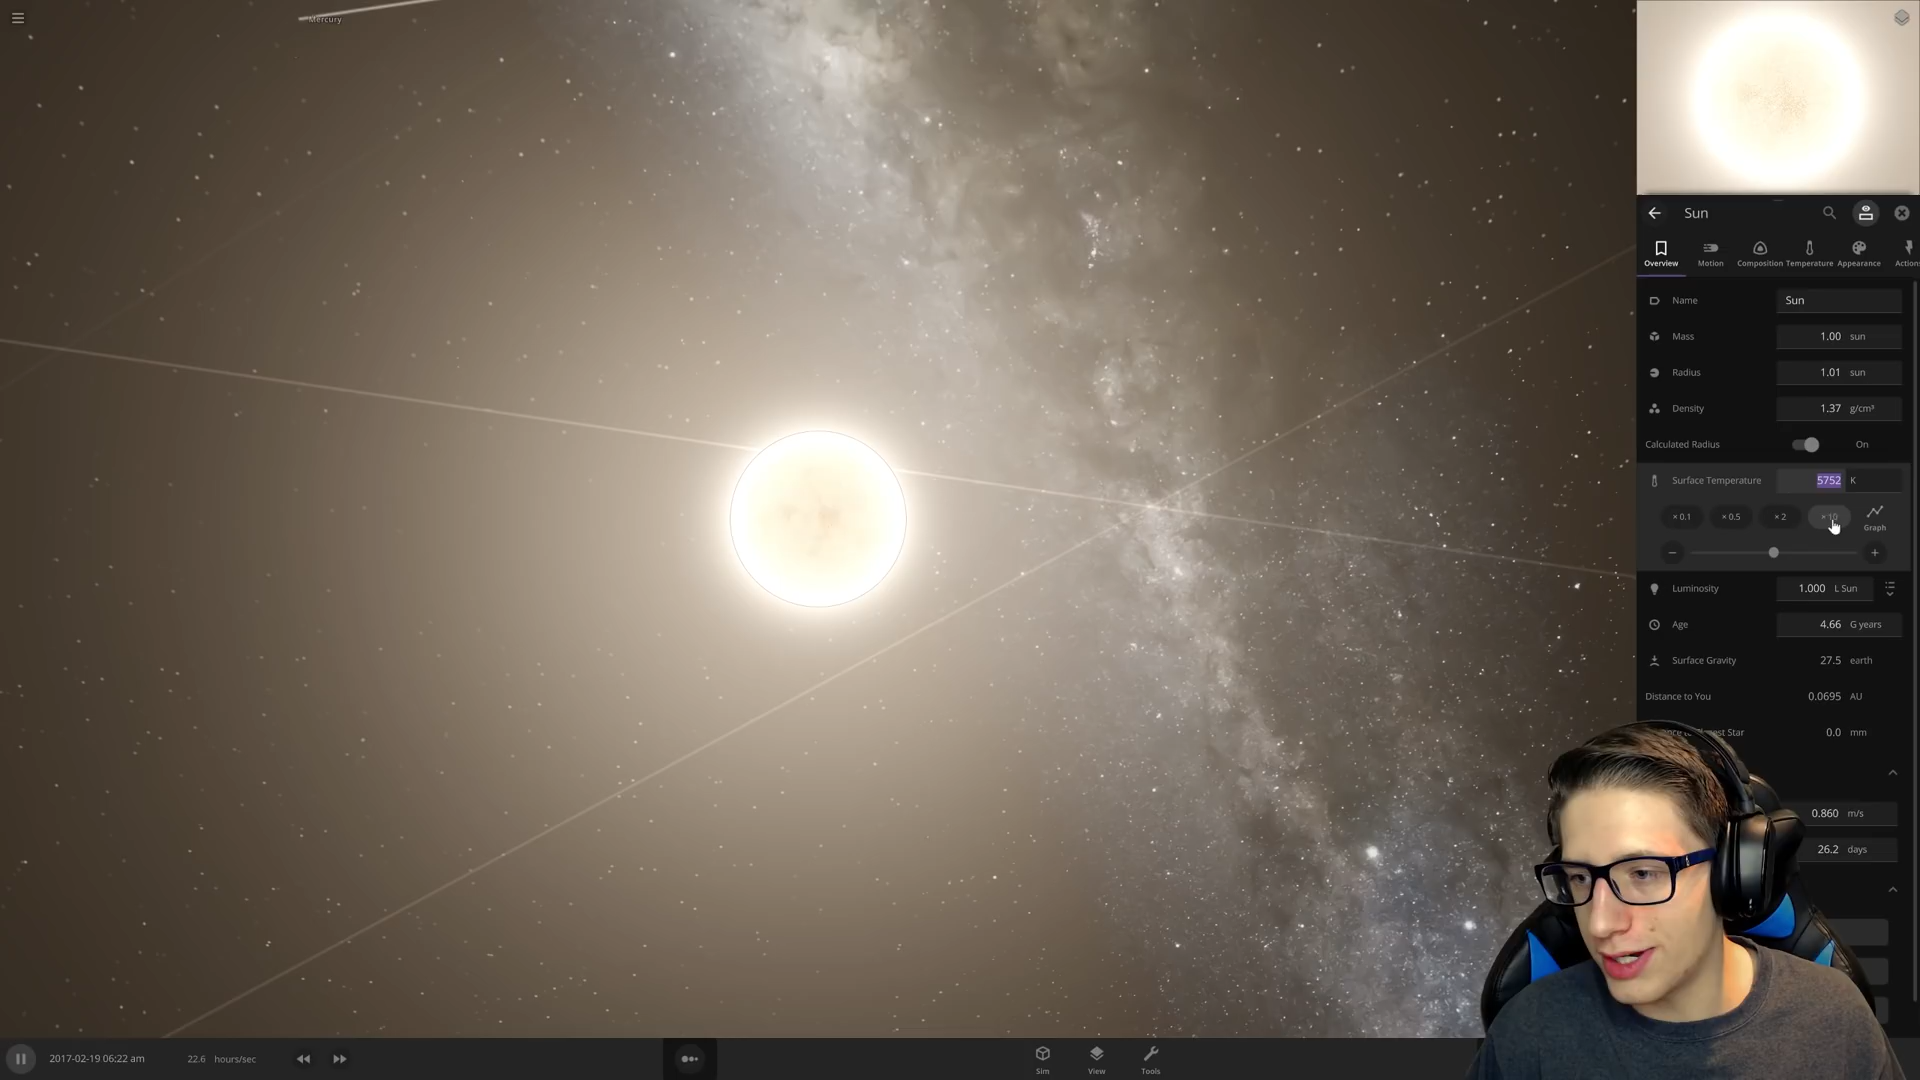 Mercury
Sun
Overview
Motion
Composition
Temperature
Appearance
Action
Name
Sun
Mass
1.00 sun
Radius
1.01 sun
Density
1.37 g/cm³
Calculated Radius
On
Surface Temperature
5752 K
× 0.1
× 0.5
× 2
Graph
Luminosity
1.000 L Sun
Age
4.66 G years
Surface Gravity
27.5 earth
Distance to You
0.0695 AU
Star
0.0 mm
0.860 m/s
26.2 days
2017-02-19 06:22 am
22.6 hours/sec
Sim
View
Tools